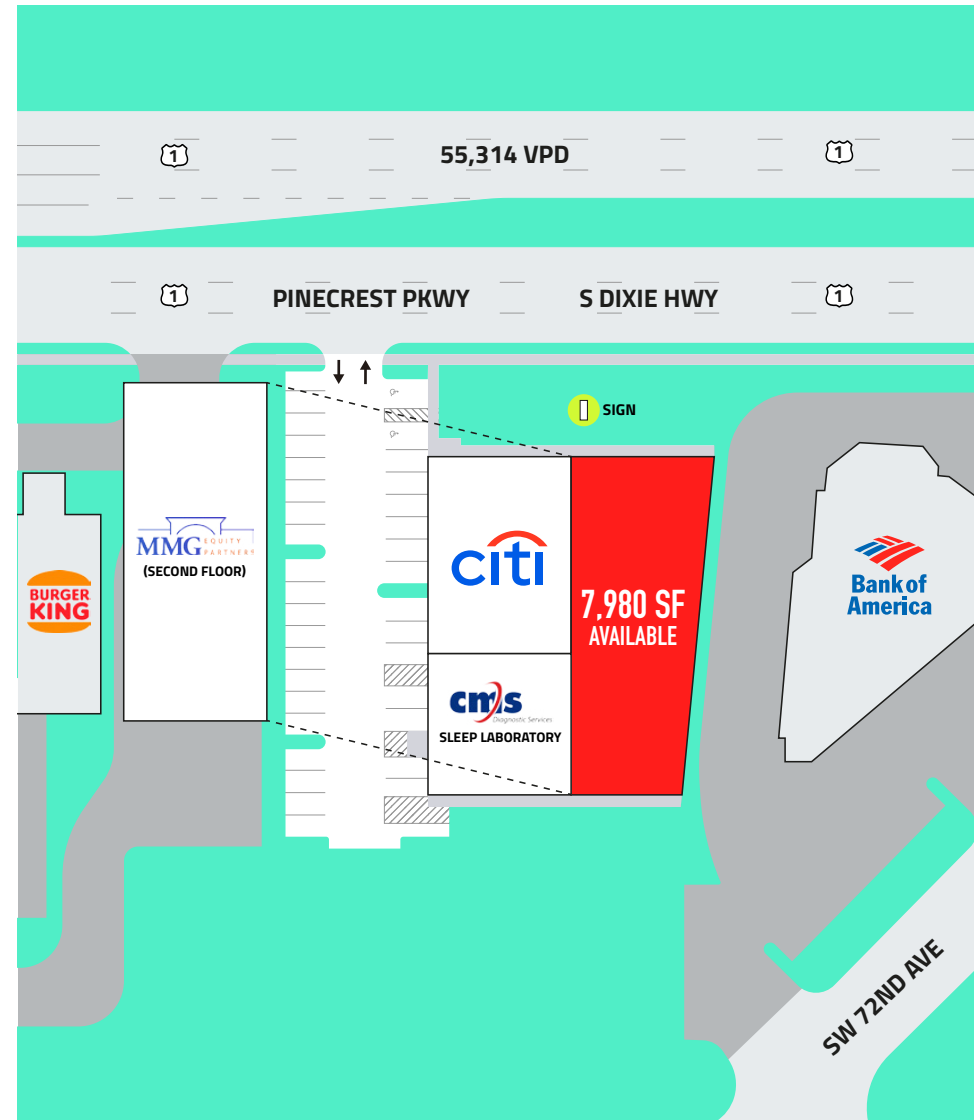 1
55,314 VPD
1
1
PINECREST PKWY
S DIXIE HWY
1
SIGN
MMG EQUITY
PARTNERS
(SECOND FLOOR)
BURGER
KING
citi
7,980 SF
AVAILABLE
Bank of
America
cms
Diagnostic Services
SLEEP LABORATORY
SW 72ND AVE